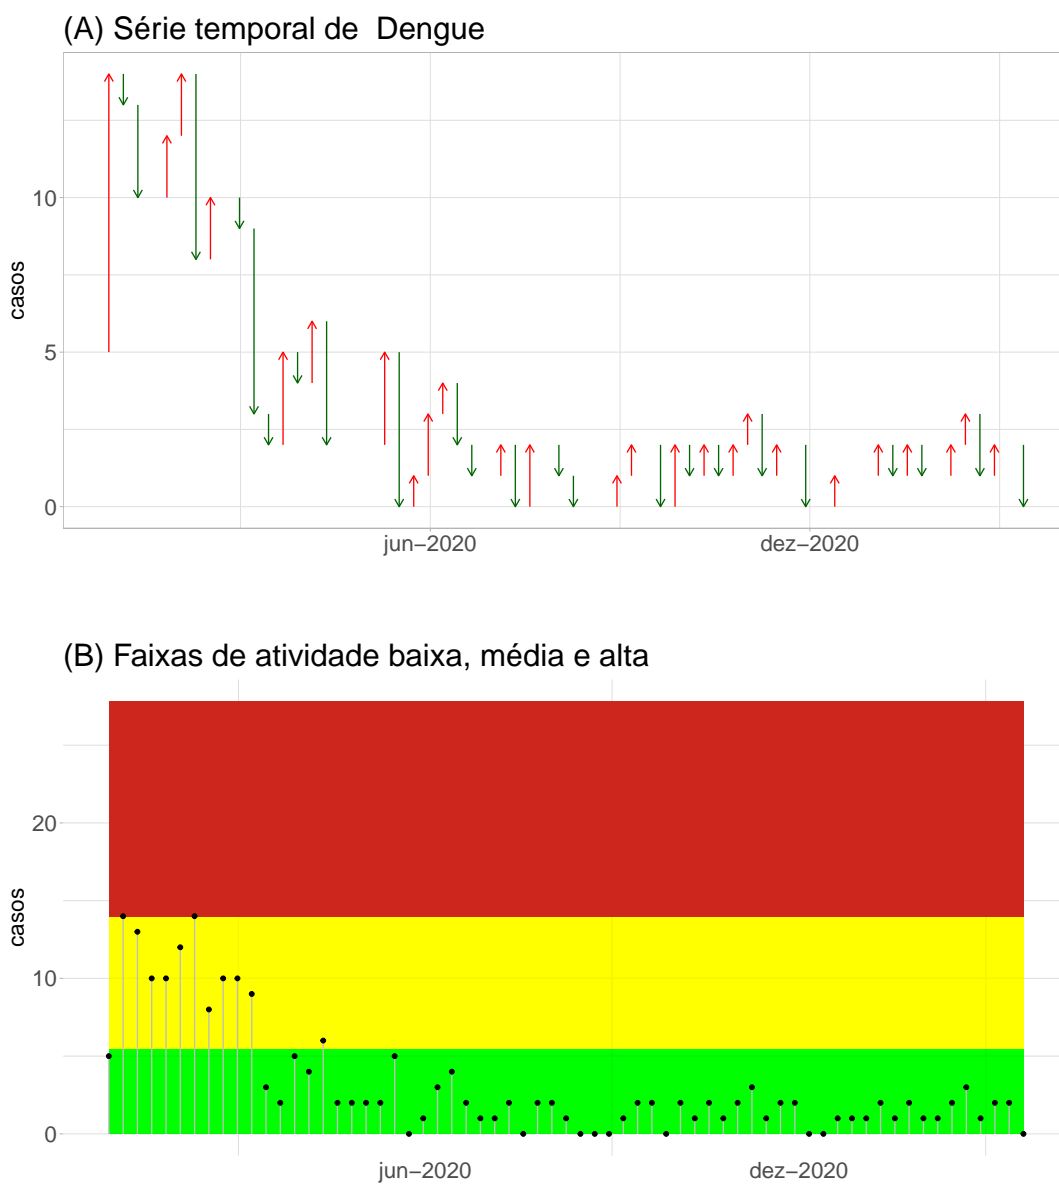 (A) Série temporal de  Dengue
casos
10
5
0
jun−2020
dez−2020
(B) Faixas de atividade baixa, média e alta
casos
20
10
0
jun−2020
dez−2020